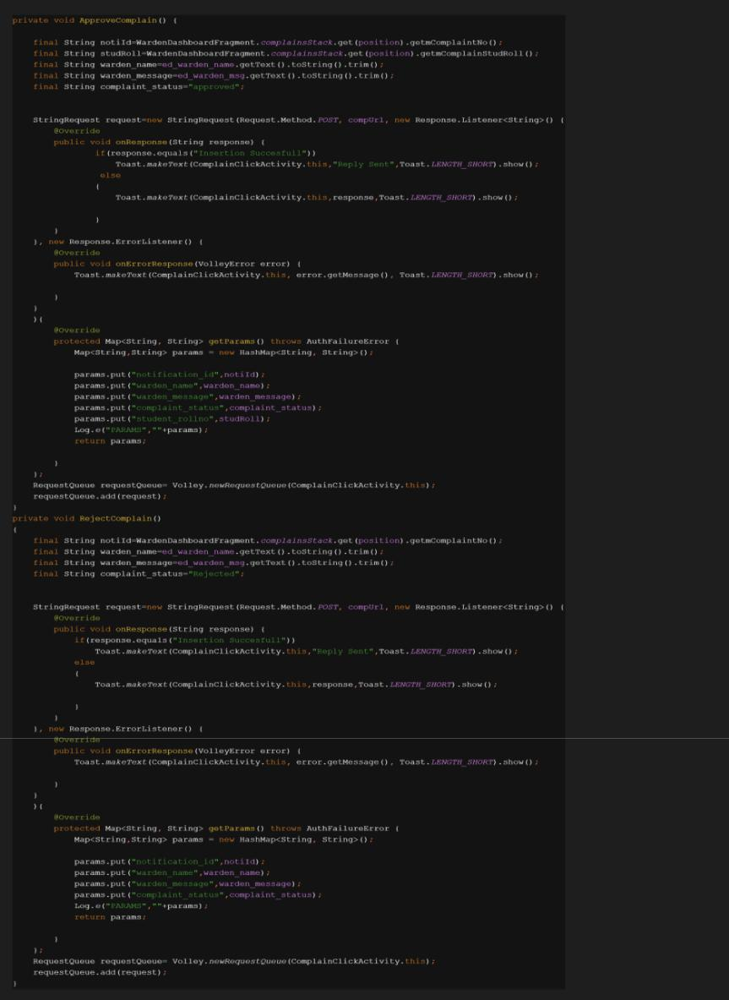 private void ApproveComplain() {
final String notiId=WardenDashboardFragment.complainsStack.get(position).getmComplaintNo();
final String studRoll=WardenDashboardFragment.complainsStack.get(position).getmComplainStudRoll();
final String warden_name=ed_warden_name.getText().toString().trim();
final String warden_message=ed_warden_msg.getText().toString().trim();
final String complaint_status="approved";
StringRequest request=new StringRequest(Request.Method.POST, compUrl, new Response.Listener<String>() {
@Override
public void onResponse(String response) {
if(response.equals("Insertion Succesfull"))
Toast.makeText(ComplainClickActivity.this,"Reply Sent",Toast.LENGTH_SHORT).show();
else
{
Toast.makeText(ComplainClickActivity.this,response,Toast.LENGTH_SHORT).show();
}
}
}, new Response.ErrorListener() {
@Override
public void onErrorResponse(VolleyError error) {
Toast.makeText(ComplainClickActivity.this, error.getMessage(), Toast.LENGTH_SHORT).show();
}
}
){
@Override
protected Map<String, String> getParams() throws AuthFailureError {
Map<String,String> params = new HashMap<String, String>();
params.put("notification_id",notiId);
params.put("warden_name",warden_name);
params.put("warden_message",warden_message);
params.put("complaint_status",complaint_status);
params.put("student_rollno",studRoll);
Log.e("PARAMS",""+params);
return params;
}
};
RequestQueue requestQueue= Volley.newRequestQueue(ComplainClickActivity.this);
requestQueue.add(request);
}
private void RejectComplain()
{
final String notiId=WardenDashboardFragment.complainsStack.get(position).getmComplaintNo();
final String warden_name=ed_warden_name.getText().toString().trim();
final String warden_message=ed_warden_msg.getText().toString().trim();
final String complaint_status="Rejected";
StringRequest request=new StringRequest(Request.Method.POST, compUrl, new Response.Listener<String>() {
@Override
public void onResponse(String response) {
if(response.equals("Insertion Succesfull"))
Toast.makeText(ComplainClickActivity.this,"Reply Sent",Toast.LENGTH_SHORT).show();
else
{
Toast.makeText(ComplainClickActivity.this,response,Toast.LENGTH_SHORT).show();
}
}
}, new Response.ErrorListener() {
@Override
public void onErrorResponse(VolleyError error) {
Toast.makeText(ComplainClickActivity.this, error.getMessage(), Toast.LENGTH_SHORT).show();
}
}
){
@Override
protected Map<String, String> getParams() throws AuthFailureError {
Map<String,String> params = new HashMap<String, String>();
params.put("notification_id",notiId);
params.put("warden_name",warden_name);
params.put("warden_message",warden_message);
params.put("complaint_status",complaint_status);
Log.e("PARAMS",""+params);
return params;
}
};
RequestQueue requestQueue= Volley.newRequestQueue(ComplainClickActivity.this);
requestQueue.add(request);
}